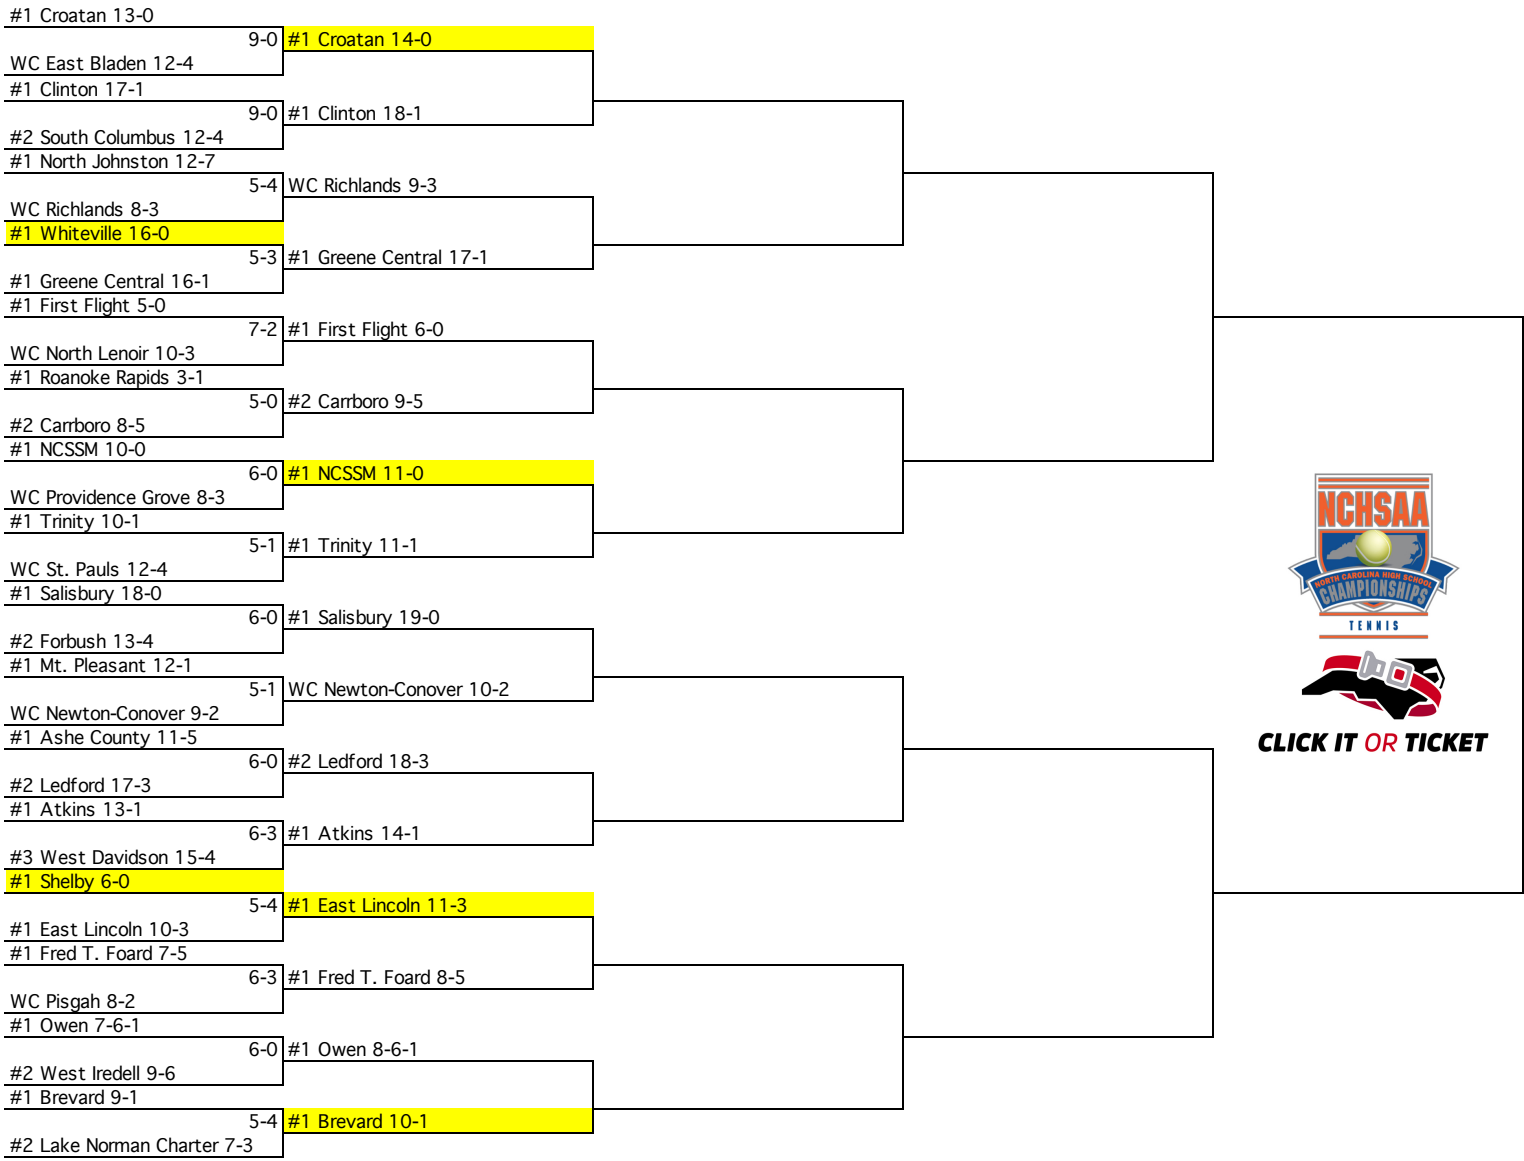 #1 Croatan 13-0
9-0 #1 Croatan 14-0
WC East Bladen 12-4
#1 Clinton 17-1
9-0 #1 Clinton 18-1
#2 South Columbus 12-4
#1 North Johnston 12-7
5-4 WC Richlands 9-3
WC Richlands 8-3
#1 Whiteville 16-0
5-3 #1 Greene Central 17-1
#1 Greene Central 16-1
#1 First Flight 5-0
7-2 #1 First Flight 6-0
WC North Lenoir 10-3
#1 Roanoke Rapids 3-1
5-0 #2 Carrboro 9-5
#2 Carrboro 8-5
#1 NCSSM 10-0
6-0 #1 NCSSM 11-0
WC Providence Grove 8-3
#1 Trinity 10-1
5-1 #1 Trinity 11-1
WC St. Pauls 12-4
#1 Salisbury 18-0
6-0 #1 Salisbury 19-0
#2 Forbush 13-4
#1 Mt. Pleasant 12-1
5-1 WC Newton-Conover 10-2
WC Newton-Conover 9-2
#1 Ashe County 11-5
6-0 #2 Ledford 18-3
#2 Ledford 17-3
#1 Atkins 13-1
6-3 #1 Atkins 14-1
#3 West Davidson 15-4
#1 Shelby 6-0
5-4 #1 East Lincoln 11-3
#1 East Lincoln 10-3
#1 Fred T. Foard 7-5
6-3 #1 Fred T. Foard 8-5
WC Pisgah 8-2
#1 Owen 7-6-1
6-0 #1 Owen 8-6-1
#2 West Iredell 9-6
#1 Brevard 9-1
5-4 #1 Brevard 10-1
#2 Lake Norman Charter 7-3
NCHSAA
NORTH CAROLINA HIGH SCHOOL
CHAMPIONSHIPS
TENNIS
CLICK IT OR TICKET